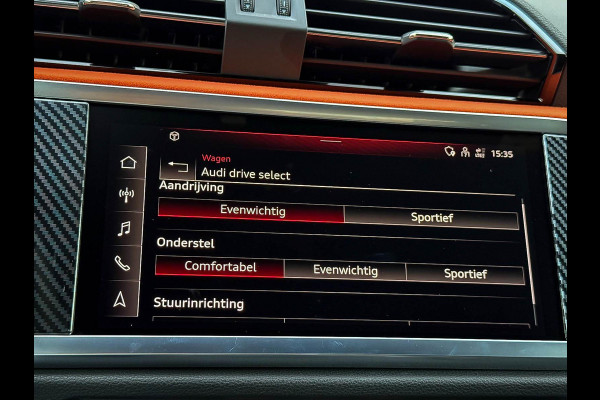 15:35
Wagen
Audi drive select
Aandrijving
Evenwichtig Sportief
Onderstel
Comfortabel Evenwichtig Sportief
Stuurinrichting